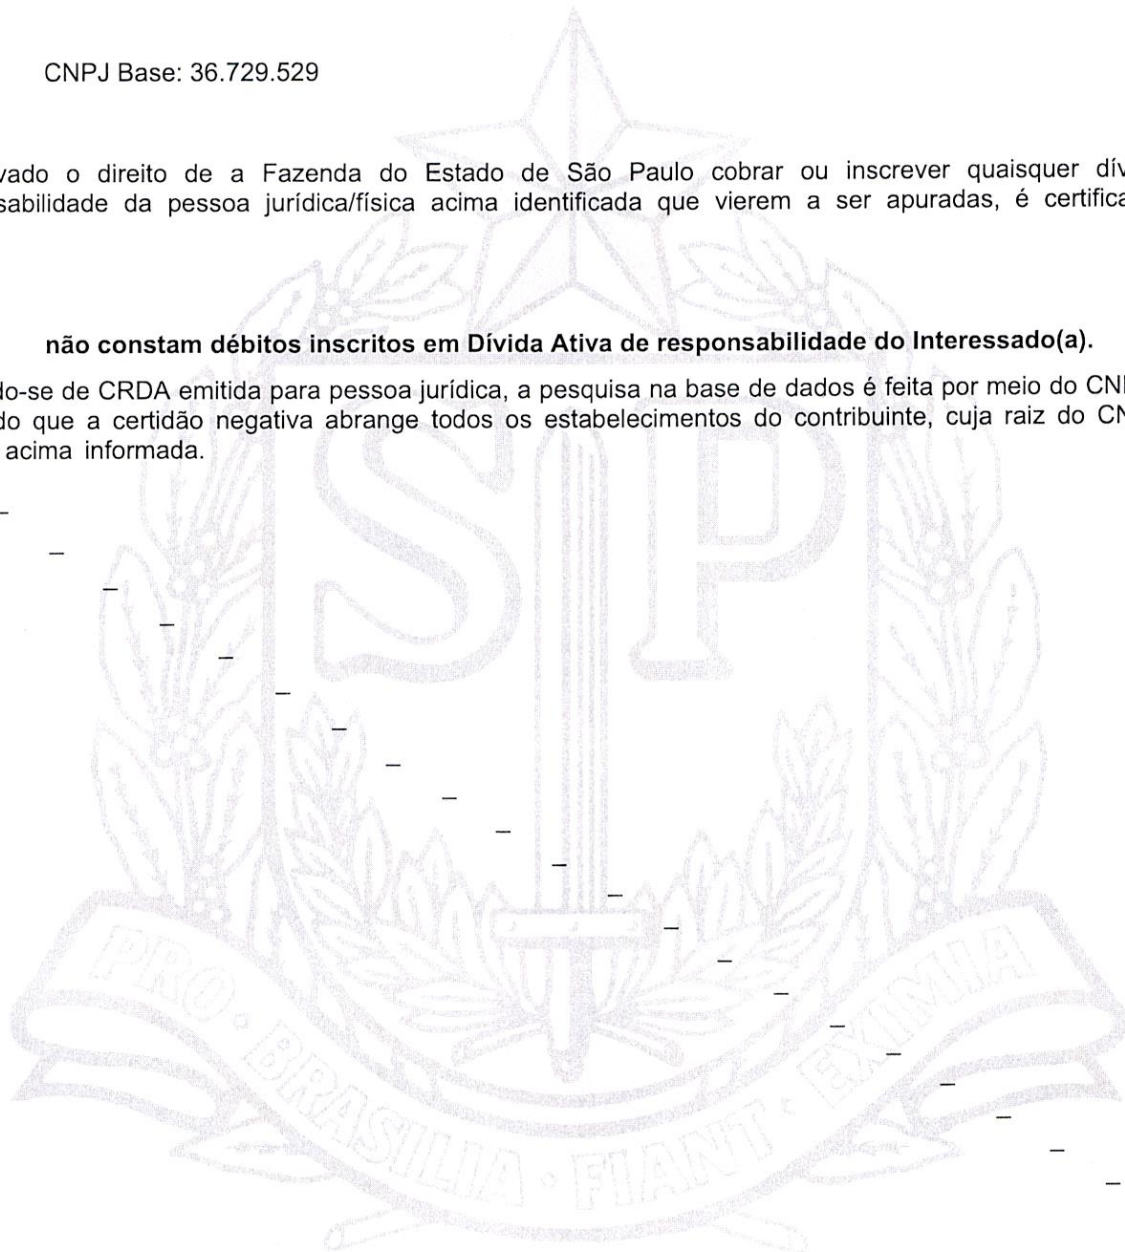 CNPJ Base: 36.729.529
vado o direito de a Fazenda do Estado de São Paulo cobrar ou inscrever quaisquer dív
sabilidade da pessoa jurídica/física acima identificada que vierem a ser apuradas, é certifica
não constam débitos inscritos em Dívida Ativa de responsabilidade do Interessado(a).
do-se de CRDA emitida para pessoa jurídica, a pesquisa na base de dados é feita por meio do CN
do que a certidão negativa abrange todos os estabelecimentos do contribuinte, cuja raiz do CN
acima informada.
SP
PRO · BRASILIA · FIANT · EXIMIA